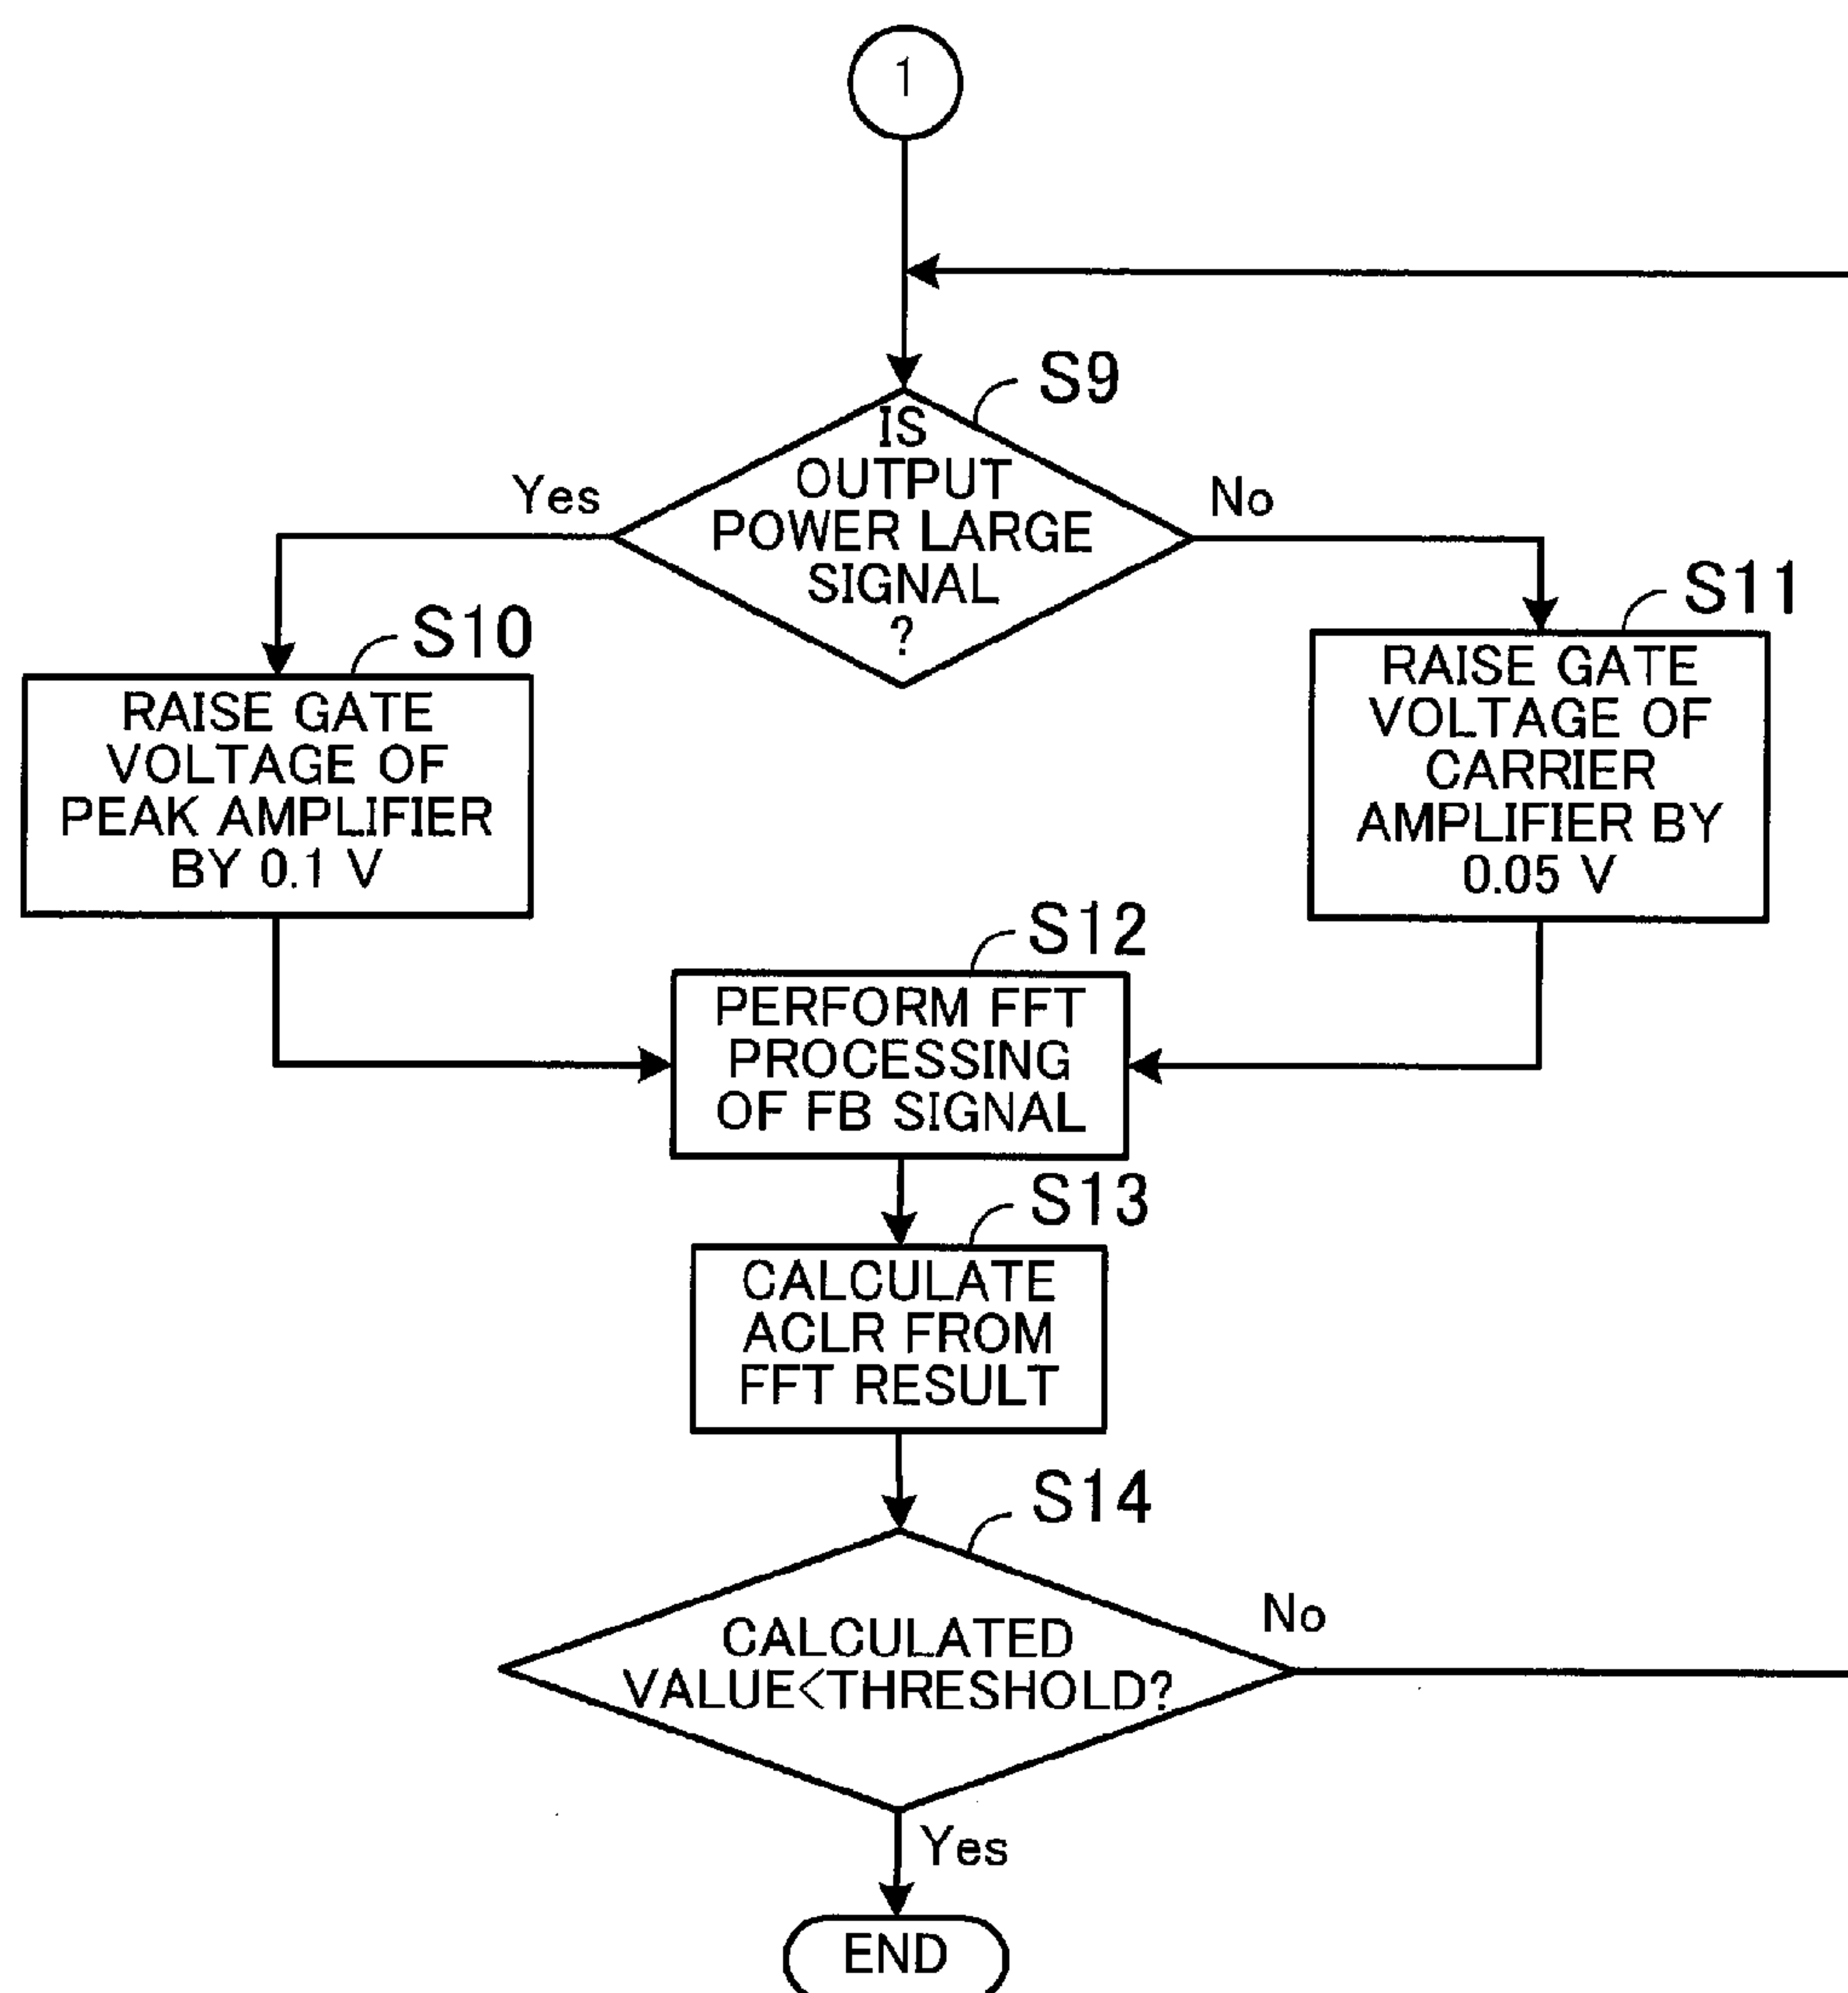 1
S9
IS
OUTPUT
POWER LARGE
SIGNAL
?
Yes
No
S10
RAISE GATE
VOLTAGE OF
PEAK AMPLIFIER
BY 0.1 V
S11
RAISE GATE
VOLTAGE OF
CARRIER
AMPLIFIER BY
0.05 V
S12
PERFORM FFT
PROCESSING
OF FB SIGNAL
S13
CALCULATE
ACLR FROM
FFT RESULT
S14
CALCULATED
VALUE<THRESHOLD?
No
Yes
END